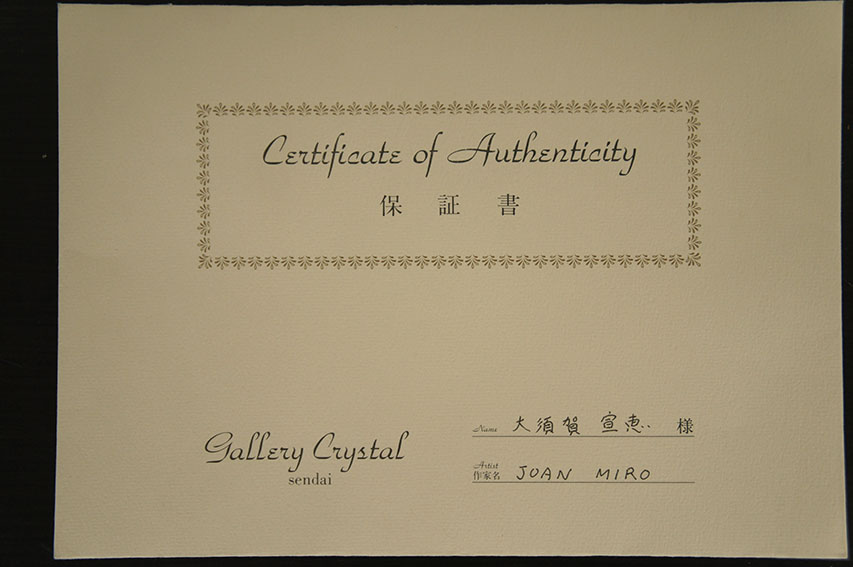 Certificate of Authenticity
保証書
Gallery Crystal
sendai
Name 大須賀 宣恵 様
Artist
作家名 JOAN MIRO